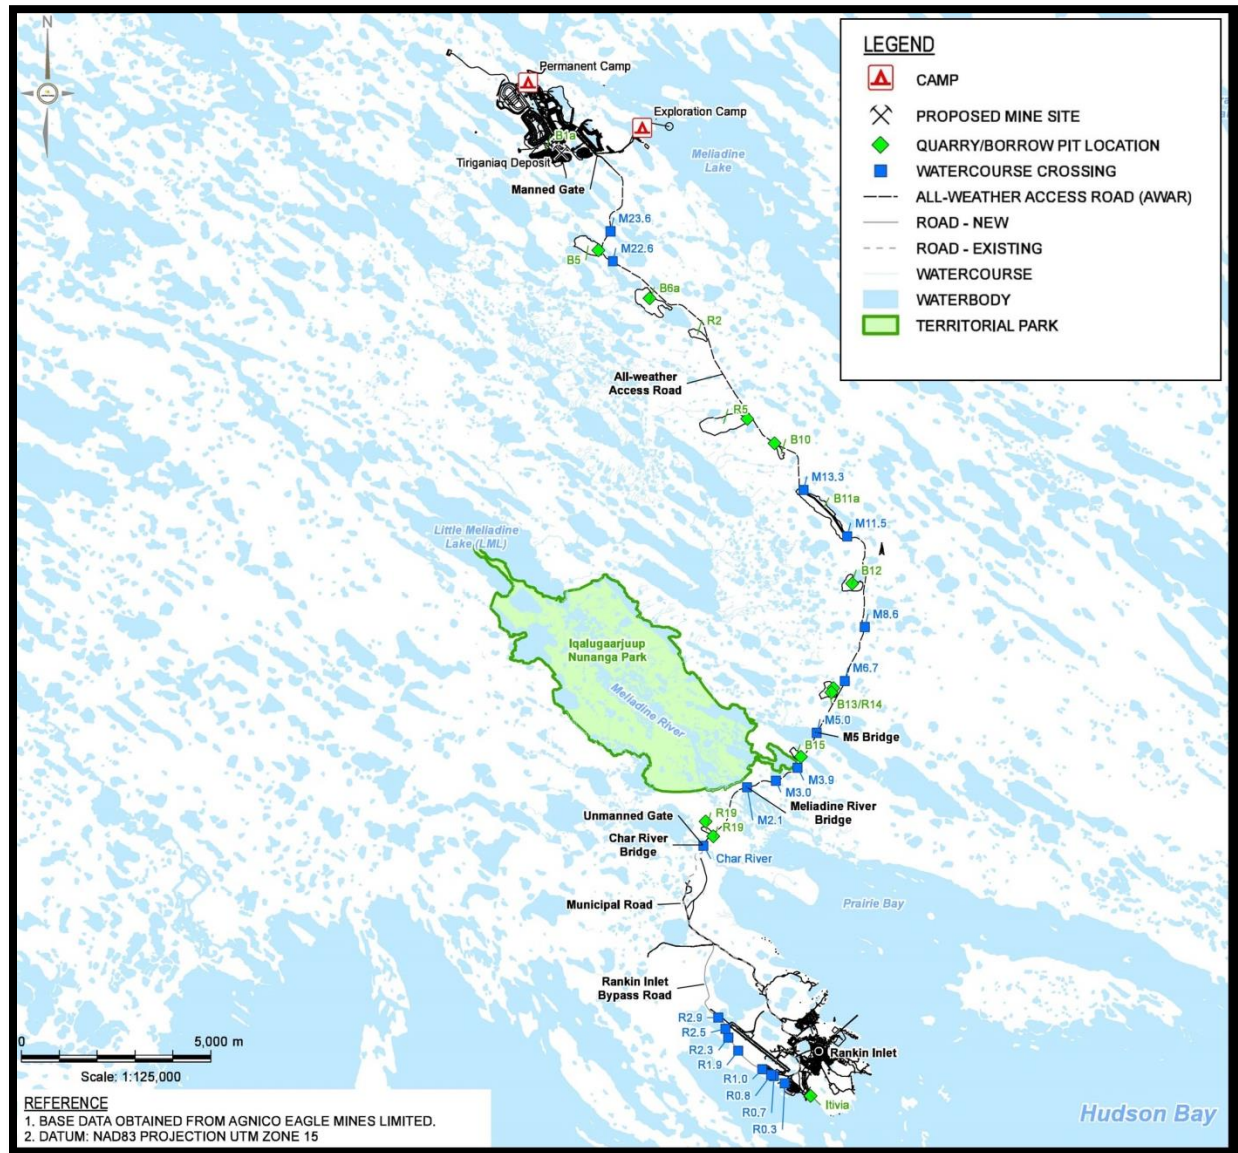 N
LEGEND
CAMP
PROPOSED MINE SITE
QUARRY/BORROW PIT LOCATION
WATERCOURSE CROSSING
ALL-WEATHER ACCESS ROAD (AWAR)
ROAD - NEW
ROAD - EXISTING
WATERCOURSE
WATERBODY
TERRITORIAL PARK
Permanent Camp
Exploration Camp
B1a
Tiriganiaq Deposit
Manned Gate
Meliadine
Lake
M23.6
M22.6
B5
B6a
R2
All-weather
Access Road
R5
B10
M13.3
B11a
M11.5
Little Meliadine
Lake (LML)
B12
M8.6
Iqalugaarjuup
Nunanga Park
M6.7
Meliadine River
B13/R14
M5.0
M5 Bridge
B15
M3.9
M3.0
M2.1
Meliadine River
Bridge
Unmanned Gate
R19
R19
Char River
Bridge
Char River
Municipal Road
Prairie Bay
Rankin Inlet
Bypass Road
R2.9
R2.5
R2.3
R1.9
R1.0
R0.8
R0.7
R0.3
Rankin Inlet
Itivia
Hudson Bay
0 5,000 m
Scale: 1:125,000
REFERENCE
1. BASE DATA OBTAINED FROM AGNICO EAGLE MINES LIMITED.
2. DATUM: NAD83 PROJECTION UTM ZONE 15